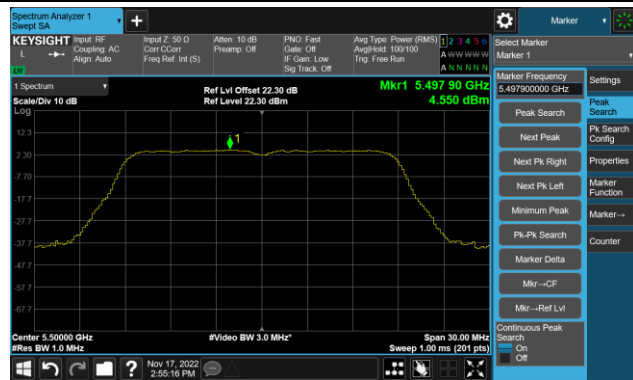 Spectrum Analyzer 1
Swept SA
Marker
KEYSIGHT
L
LXI
Input: RF
Coupling: AC
Align: Auto
Input Z: 50 Ω
Corr CCorr
Freq Ref: Int (S)
Atten: 10 dB
Preamp: Off
PNO: Fast
Gate: Off
IF Gain: Low
Sig Track: Off
Avg Type: Power (RMS)
Avg|Hold: 100/100
Trig: Free Run
1 2 3 4 5 6
A W W W W W
A N N N N N
Select Marker
Marker 1
1 Spectrum
Scale/Div 10 dB
Log
Ref Lvl Offset 22.30 dB
Ref Level 22.30 dBm
Mkr1 5.497 90 GHz
4.550 dBm
1
12.3
2.30
-7.70
-17.7
-27.7
-37.7
-47.7
-57.7
-67.7
Center 5.50000 GHz
#Res BW 1.0 MHz
#Video BW 3.0 MHz*
Span 30.00 MHz
Sweep 1.00 ms (201 pts)
Marker Frequency
5.497900000 GHz
Peak Search
Next Peak
Next Pk Right
Next Pk Left
Minimum Peak
Pk-Pk Search
Marker Delta
Mkr→CF
Mkr→Ref Lvl
Continuous Peak
Search
On
Off
Settings
Peak
Search
Pk Search
Config
Properties
Marker
Function
Marker→
Counter
?
Nov 17, 2022
2:55:16 PM